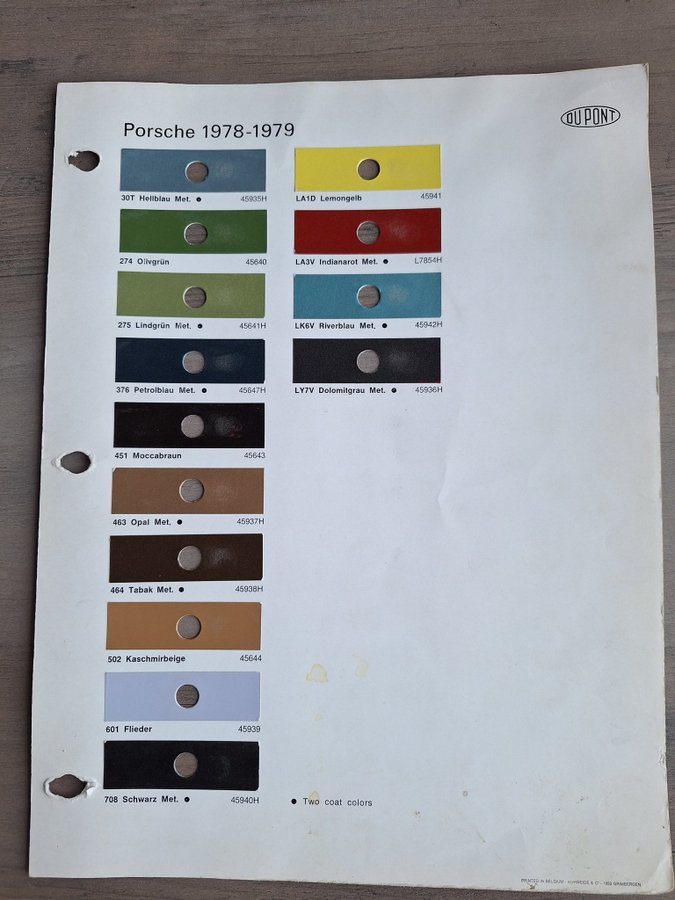 Porsche 1978-1979
DU PONT
30T Hellblau Met. ● 45935H
274 Olivgrün 45640
275 Lindgrün Met. ● 45641H
376 Petrolblau Met. ● 45647H
451 Moccabraun 45643
463 Opal Met. ● 45937H
464 Tabak Met. ● 45938H
502 Kaschmirbeige 45644
601 Flieder 45939
708 Schwarz Met. ● 45940H
LA1D Lemongelb 45941
LA3V Indianarot Met. ● L7854H
LK6V Riverblau Met. ● 45942H
LY7V Dolomitgrau Met. ● 45936H
● Two coat colors
PRINTED IN BELGIUM